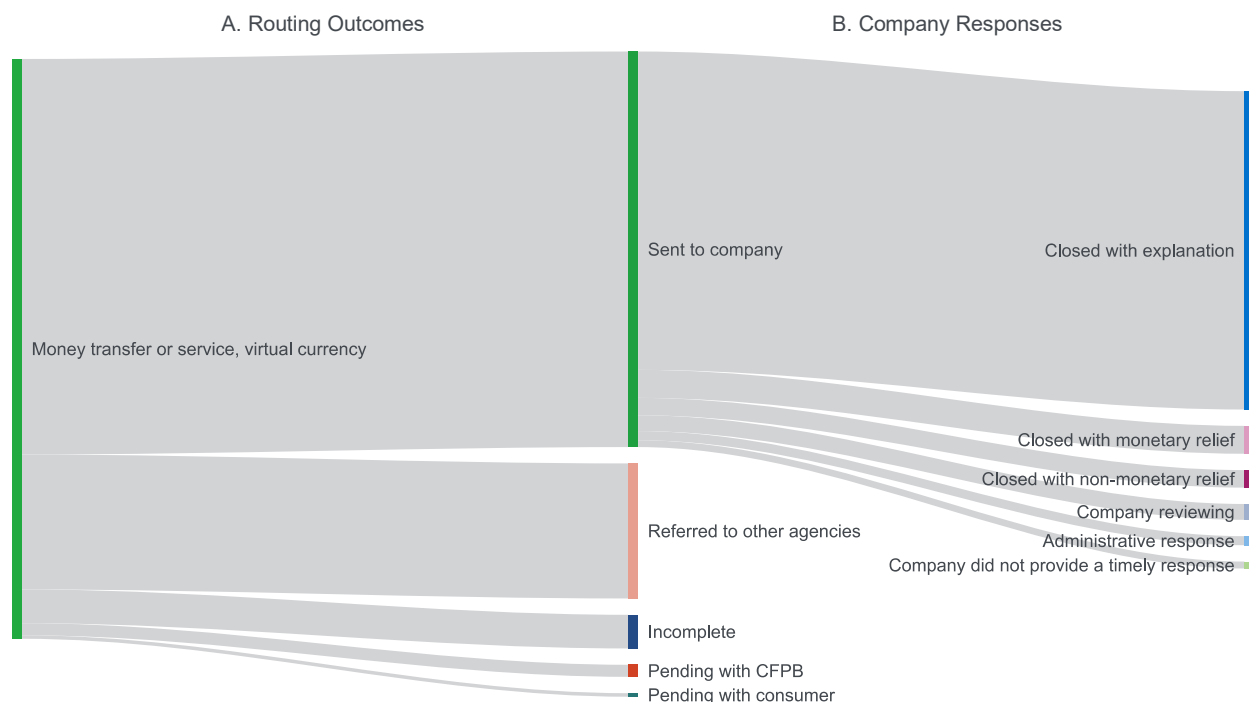 A. Routing Outcomes
B. Company Responses
Money transfer or service, virtual currency
Sent to company
Referred to other agencies
Incomplete
Pending with CFPB
Pending with consumer
Closed with explanation
Closed with monetary relief
Closed with non-monetary relief
Company reviewing
Administrative response
Company did not provide a timely response